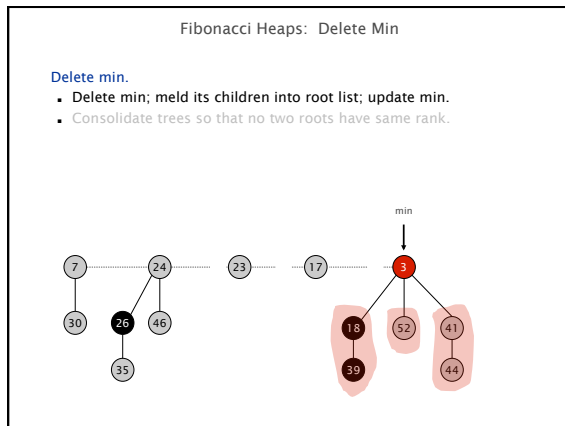 Fibonacci Heaps: Delete Min
Delete min.
▪ Delete min; meld its children into root list; update min.
▪ Consolidate trees so that no two roots have same rank.
min
7 24 23 17 3
30 26 46 18 52 41
35 39 44